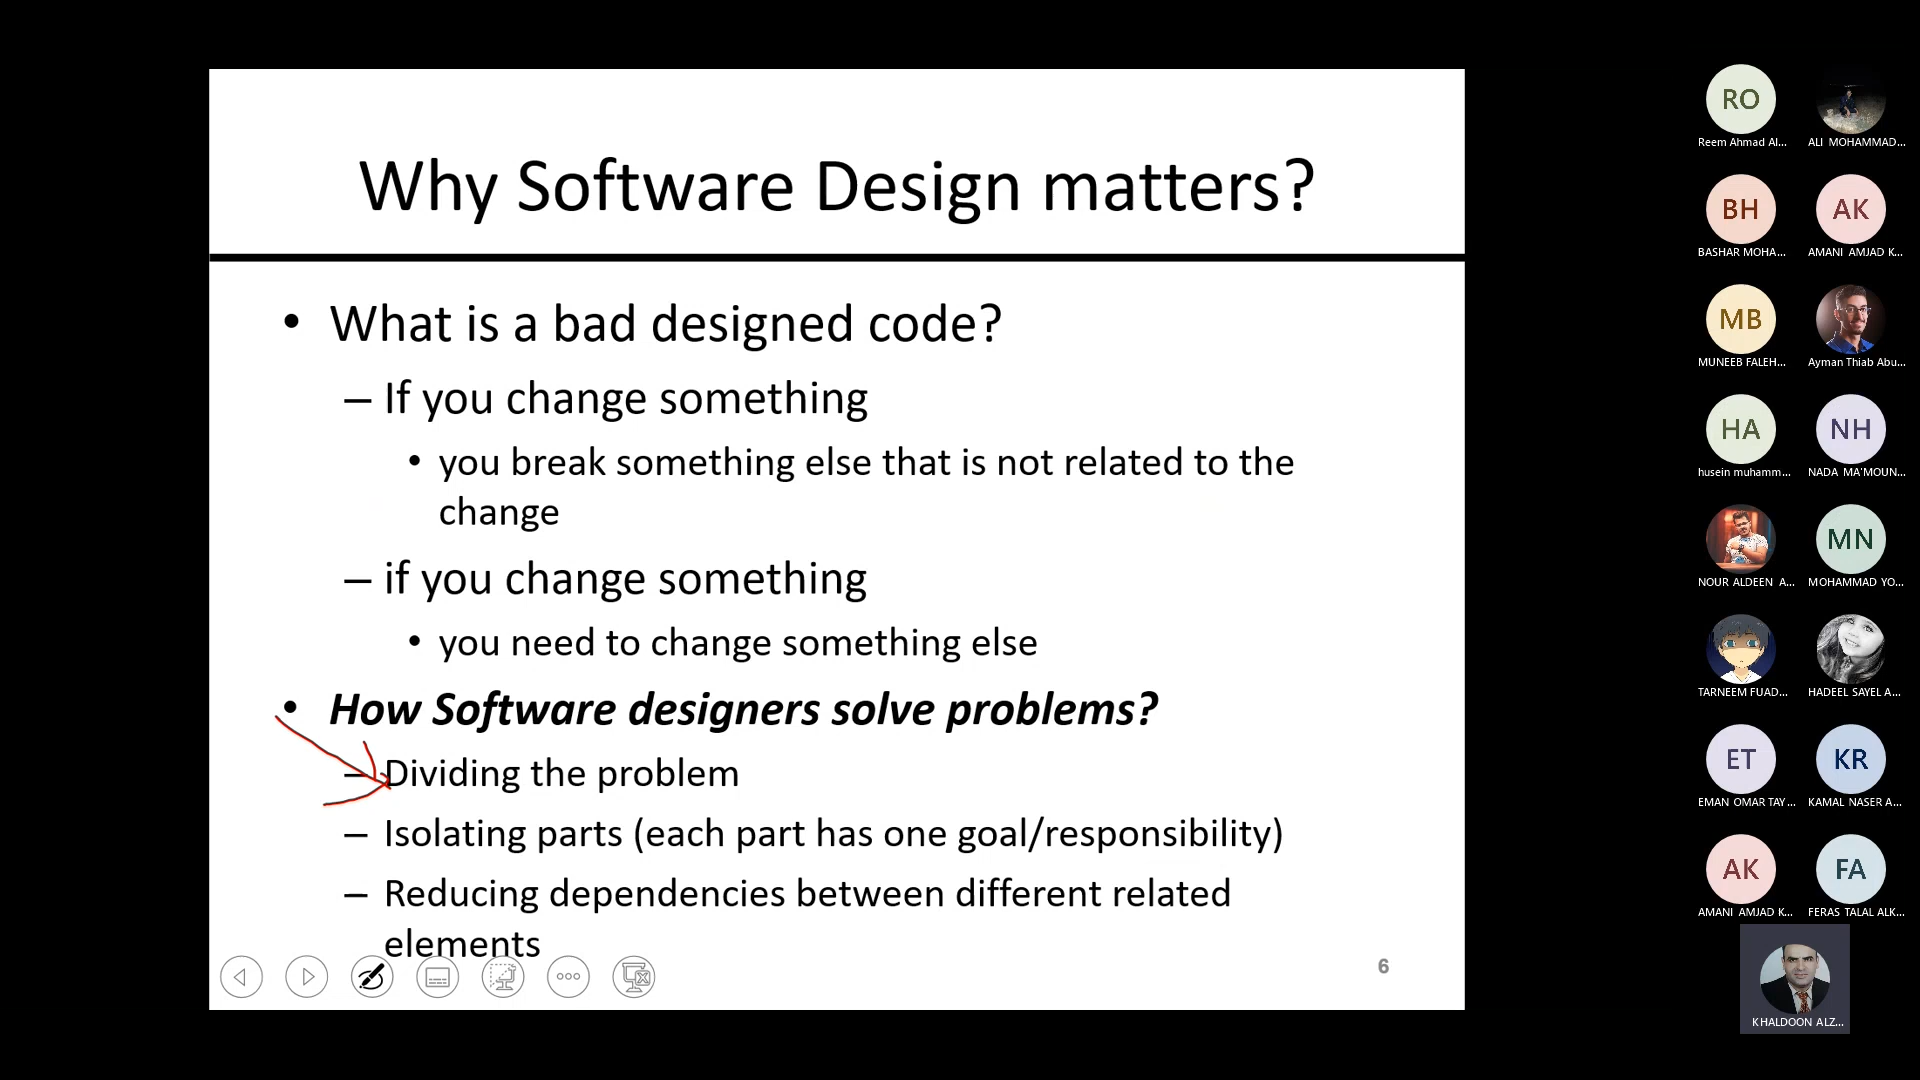 Why Software Design matters?
• What is a bad designed code?
– If you change something
• you break something else that is not related to the
change
– if you change something
• you need to change something else
• How Software designers solve problems?
– Dividing the problem
– Isolating parts (each part has one goal/responsibility)
– Reducing dependencies between different related
elements
6
RO
Reem Ahmad Al...
ALI MOHAMMAD...
BH
BASHAR MOHA...
AK
AMANI AMJAD K...
MB
MUNEEB FALEH...
Ayman Thiab Abu...
HA
husein muhamm...
NH
NADA MA'MOUN...
NOUR ALDEEN A...
MN
MOHAMMAD YO...
TARNEEM FUAD...
HADEEL SAYEL A...
ET
EMAN OMAR TAY...
KR
KAMAL NASER A...
AK
AMANI AMJAD K...
FA
FERAS TALAL ALK...
KHALDOON ALZ...